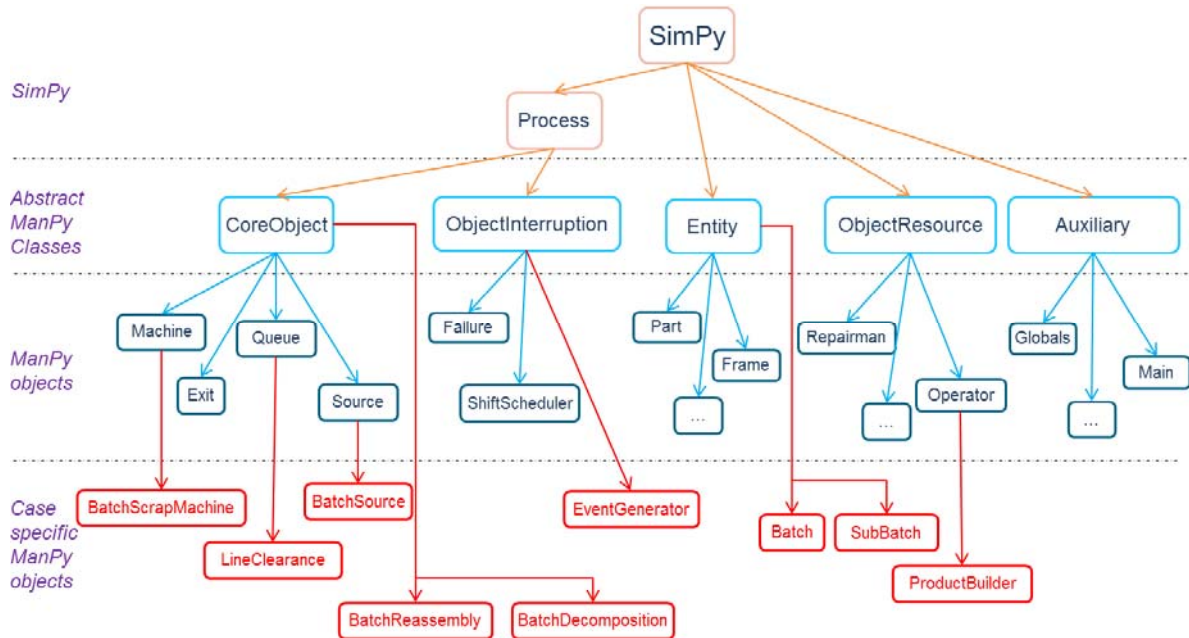 SimPy
SimPy
Process
Abstract
ManPy
Classes
CoreObject
ObjectInterruption
Entity
ObjectResource
Auxiliary
ManPy
objects
Machine
Queue
Exit
Source
Failure
ShiftScheduler
Part
Frame
...
Repairman
Operator
...
Globals
Main
...
Case
specific
ManPy
objects
BatchScrapMachine
BatchSource
LineClearance
BatchReassembly
BatchDecomposition
EventGenerator
Batch
SubBatch
ProductBuilder